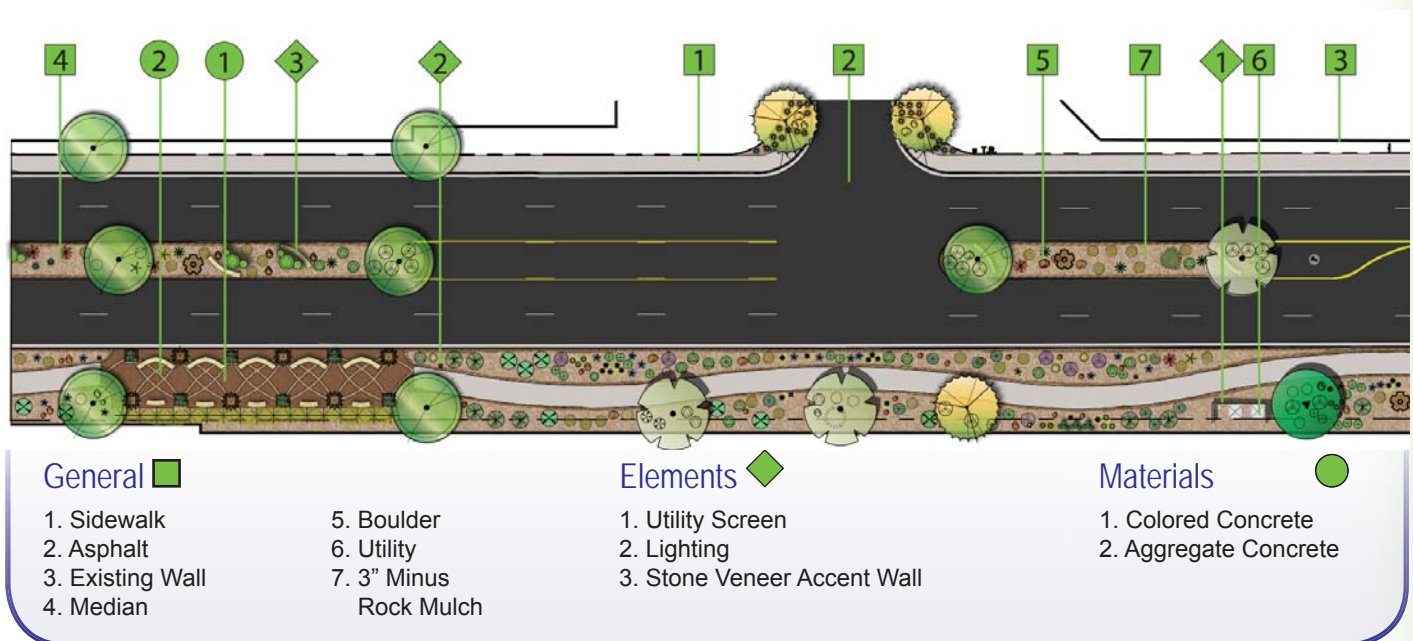 4 2 1 3 2 1 2 5 7 1 6 3
T.R.
General
1. Sidewalk
2. Asphalt
3. Existing Wall
4. Median
5. Boulder
6. Utility
7. 3” Minus
Rock Mulch
Elements
1. Utility Screen
2. Lighting
3. Stone Veneer Accent Wall
Materials
1. Colored Concrete
2. Aggregate Concrete